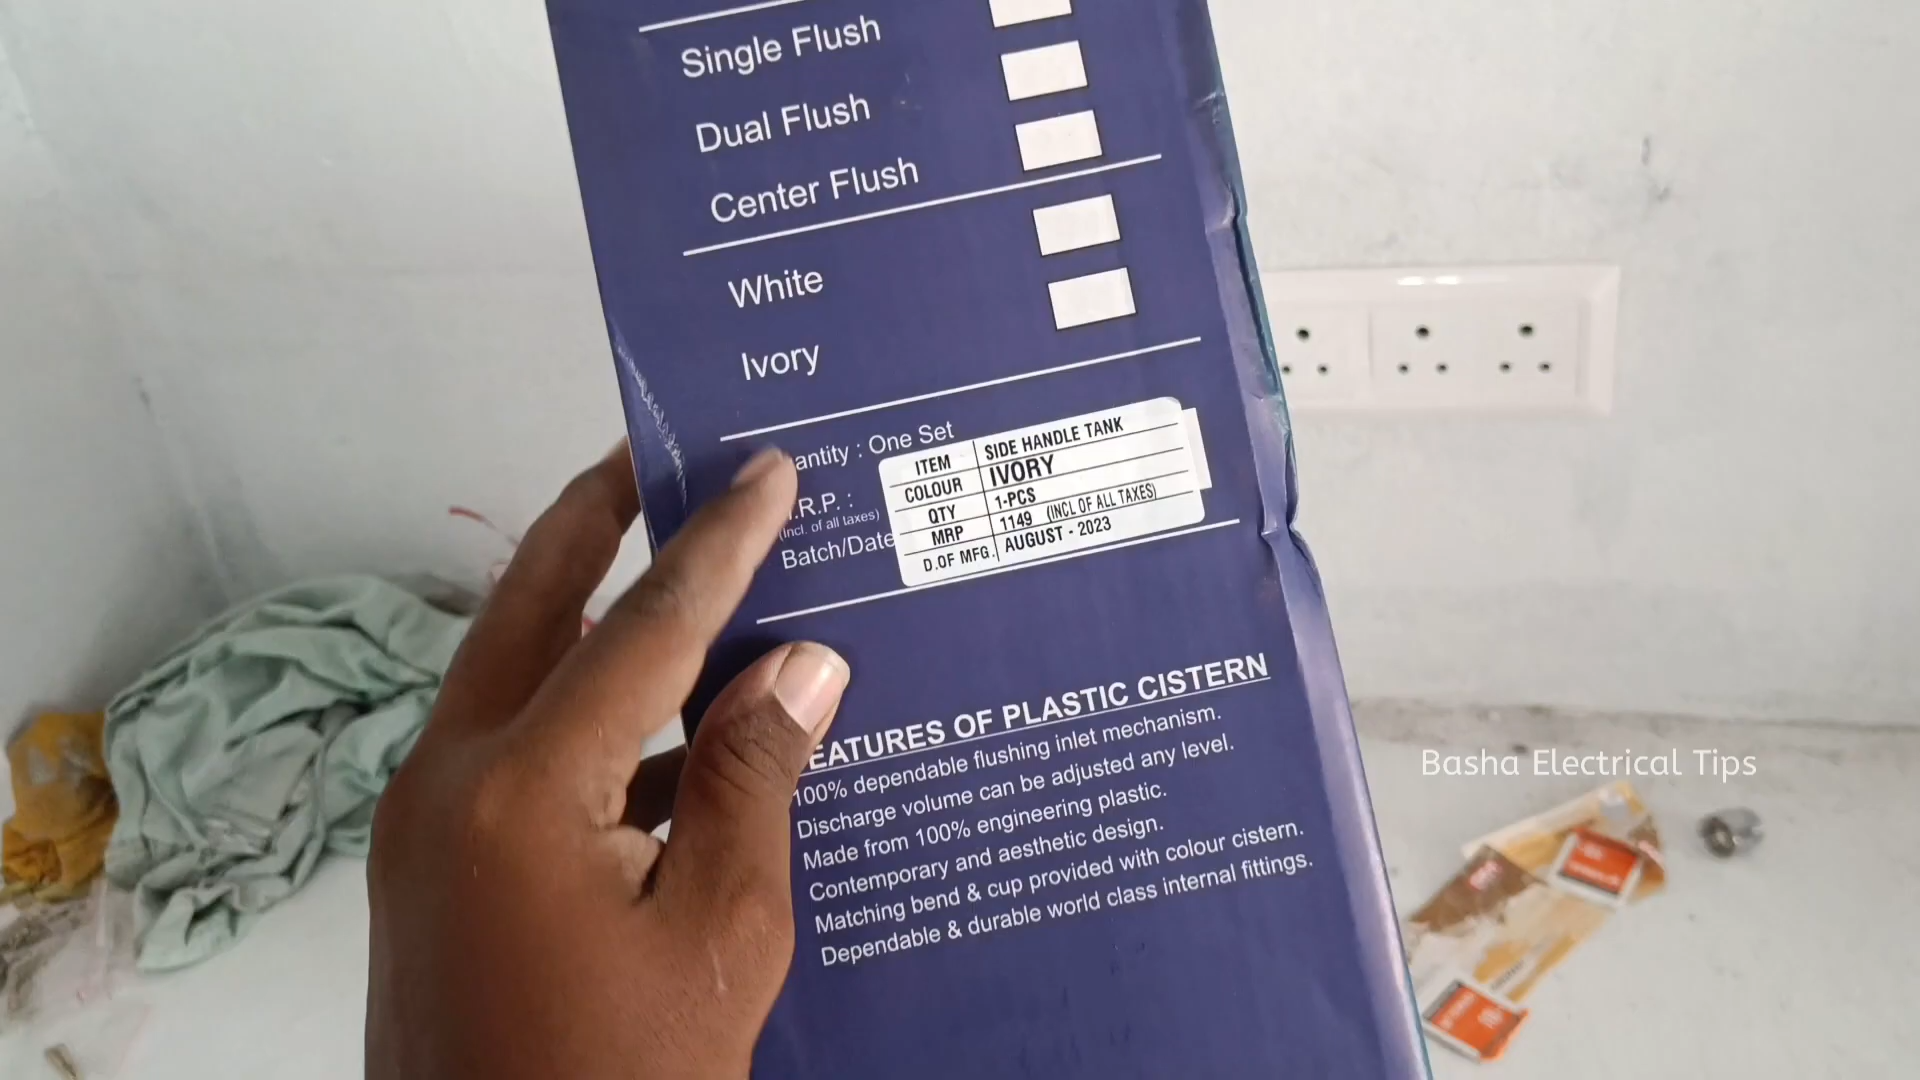 Single Flush
Dual Flush
Center Flush
White
Ivory
antity : One Set
.R.P. :
(Incl. of all taxes)
Batch/Date
ITEM SIDE HANDLE TANK
COLOUR IVORY
QTY 1-PCS
MRP 1149 (INCL OF ALL TAXES)
D.OF MFG. AUGUST - 2023
EATURES OF PLASTIC CISTERN
100% dependable flushing inlet mechanism.
Discharge volume can be adjusted any level.
Made from 100% engineering plastic.
Contemporary and aesthetic design.
Matching bend & cup provided with colour cistern.
Dependable & durable world class internal fittings.
Basha Electrical Tips